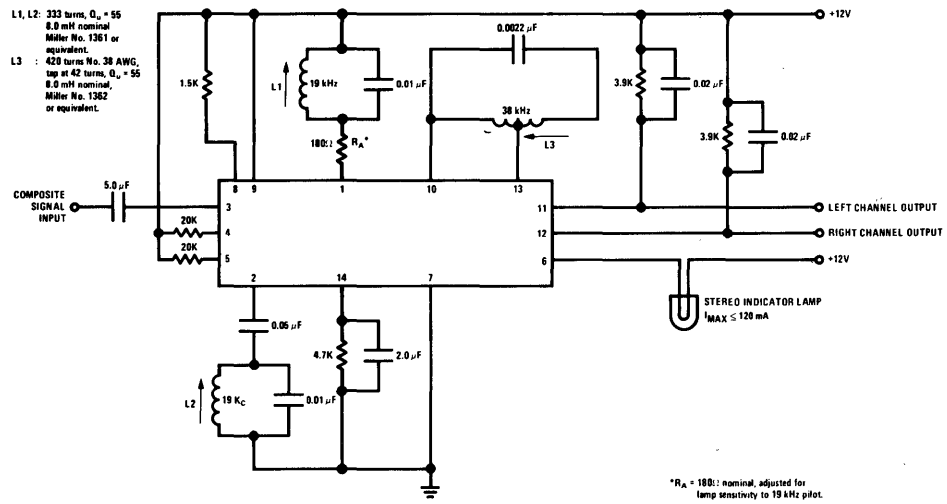 L1, L2: 333 turns, Qu = 55
8.0 mH nominal
Miller No. 1361 or
equivalent.
L3 : 420 turns No. 38 AWG,
tap at 42 turns, Qu = 55
8.0 mH nominal,
Miller No. 1362
or equivalent.
+12V
0.0022 µF
1.5K
L1
19 kHz
0.01 µF
38 kHz
L3
3.9K
0.02 µF
3.9K
0.02 µF
180Ω
RA*
8
9
1
10
13
COMPOSITE
SIGNAL
INPUT
5.0 µF
3
20K
4
20K
5
11
LEFT CHANNEL OUTPUT
12
RIGHT CHANNEL OUTPUT
6
+12V
2
14
7
STEREO INDICATOR LAMP
IMAX ≤ 120 mA
0.05 µF
4.7K
2.0 µF
L2
19 KC
0.01 µF
*RA = 180Ω nominal, adjusted for
lamp sensitivity to 19 kHz pilot.